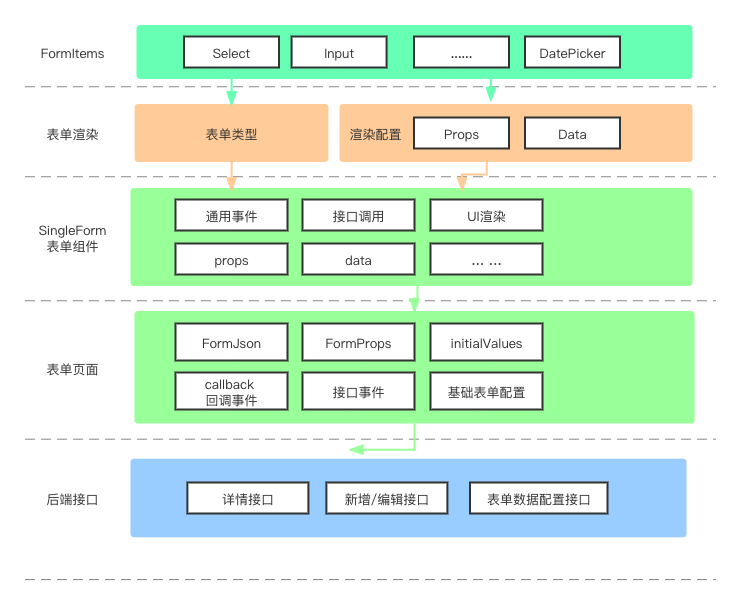 FormItems
Select
Input
......
DatePicker
表单渲染
表单类型
渲染配置
Props
Data
SingleForm
表单组件
通用事件
接口调用
UI渲染
props
data
... ...
表单页面
FormJson
FormProps
initialValues
callback
回调事件
接口事件
基础表单配置
后端接口
详情接口
新增/编辑接口
表单数据配置接口